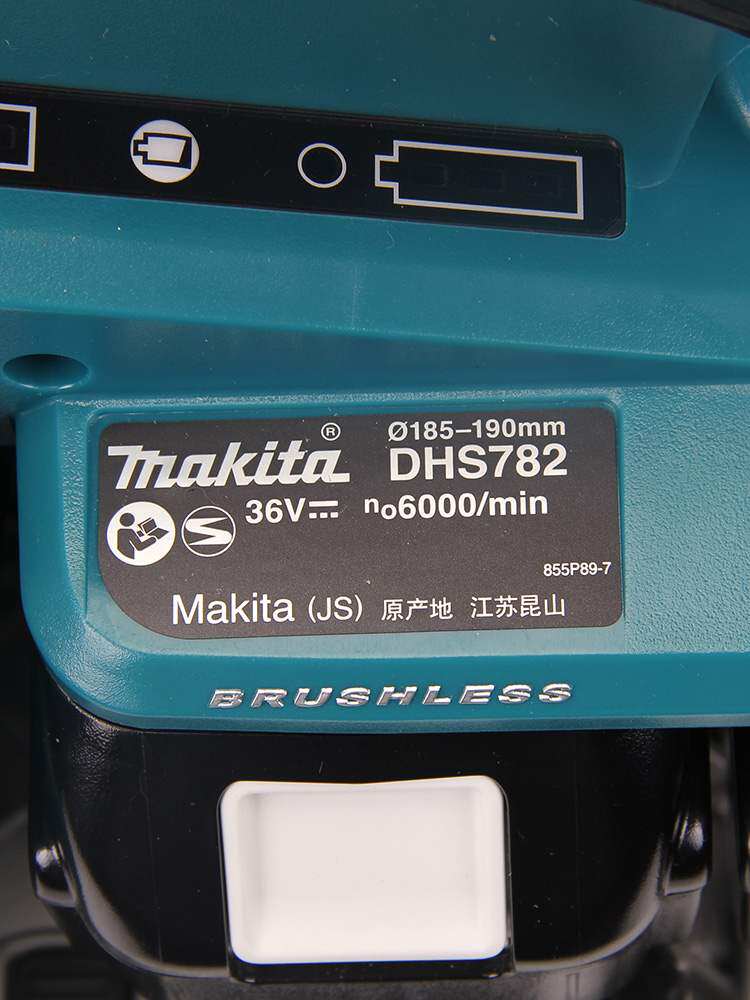 makita®
Ø185–190mm
DHS782
36V⎓ n₀6000/min
855P89-7
Makita (JS) 原产地 江苏昆山
BRUSHLESS